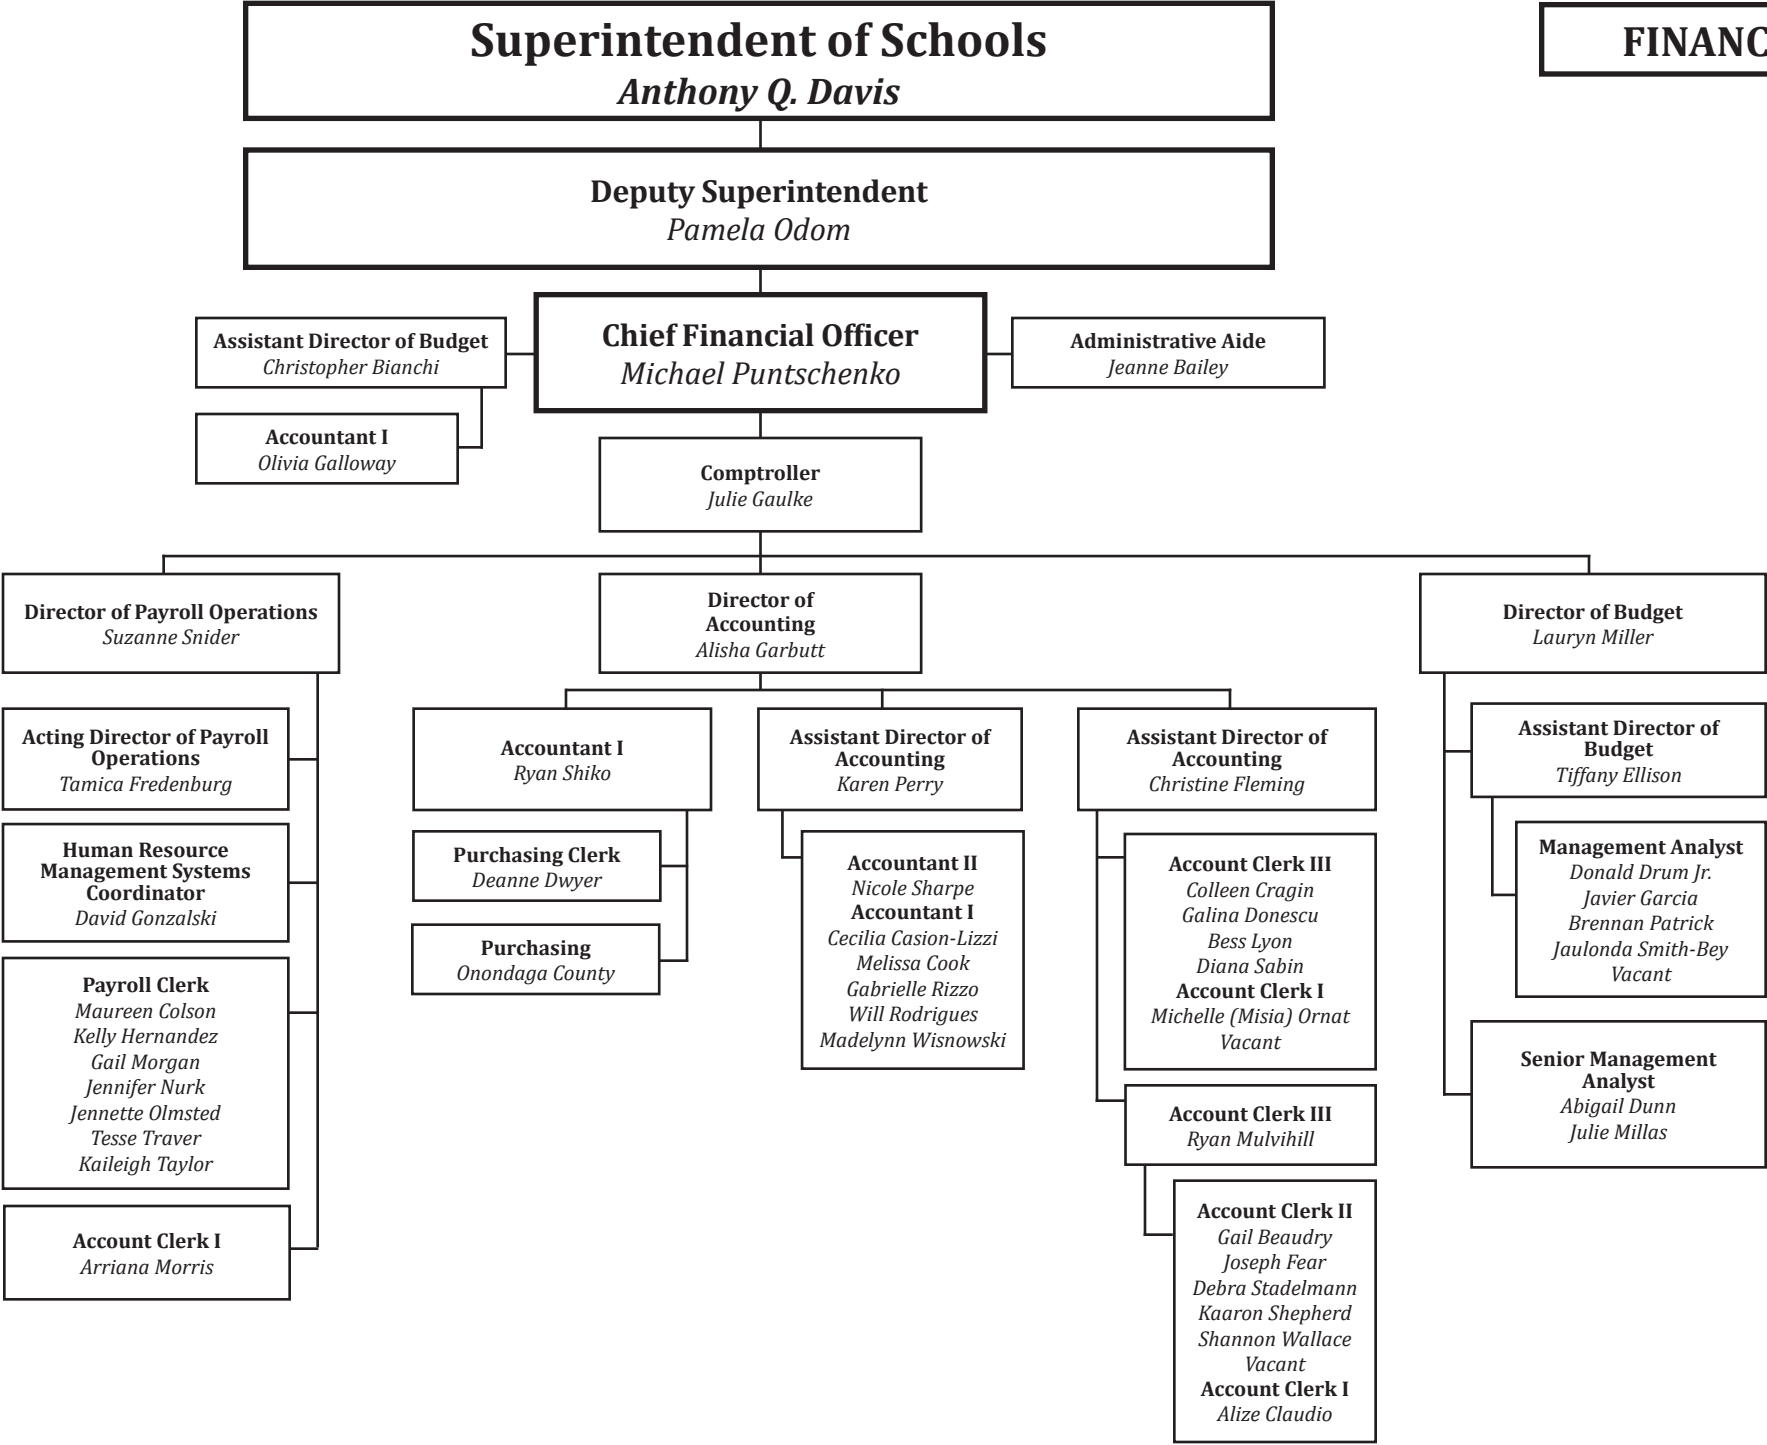 Superintendent of Schools
Anthony Q. Davis
FINANC
Deputy Superintendent
Pamela Odom
Assistant Director of Budget
Christopher Bianchi
Chief Financial Officer
Michael Puntschenko
Administrative Aide
Jeanne Bailey
Accountant I
Olivia Galloway
Comptroller
Julie Gaulke
Director of Payroll Operations
Suzanne Snider
Director of
Accounting
Alisha Garbutt
Director of Budget
Lauryn Miller
Acting Director of Payroll
Operations
Tamica Fredenburg
Human Resource
Management Systems
Coordinator
David Gonzalski
Payroll Clerk
Maureen Colson
Kelly Hernandez
Gail Morgan
Jennifer Nurk
Jennette Olmsted
Tesse Traver
Kaileigh Taylor
Account Clerk I
Arriana Morris
Accountant I
Ryan Shiko
Purchasing Clerk
Deanne Dwyer
Purchasing
Onondaga County
Assistant Director of
Accounting
Karen Perry
Accountant II
Nicole Sharpe
Accountant I
Cecilia Casion-Lizzi
Melissa Cook
Gabrielle Rizzo
Will Rodrigues
Madelynn Wisnowski
Assistant Director of
Accounting
Christine Fleming
Account Clerk III
Colleen Cragin
Galina Donescu
Bess Lyon
Diana Sabin
Account Clerk I
Michelle (Misia) Ornat
Vacant
Account Clerk III
Ryan Mulvihill
Account Clerk II
Gail Beaudry
Joseph Fear
Debra Stadelmann
Kaaron Shepherd
Shannon Wallace
Vacant
Account Clerk I
Alize Claudio
Assistant Director of
Budget
Tiffany Ellison
Management Analyst
Donald Drum Jr.
Javier Garcia
Brennan Patrick
Jaulonda Smith-Bey
Vacant
Senior Management
Analyst
Abigail Dunn
Julie Millas